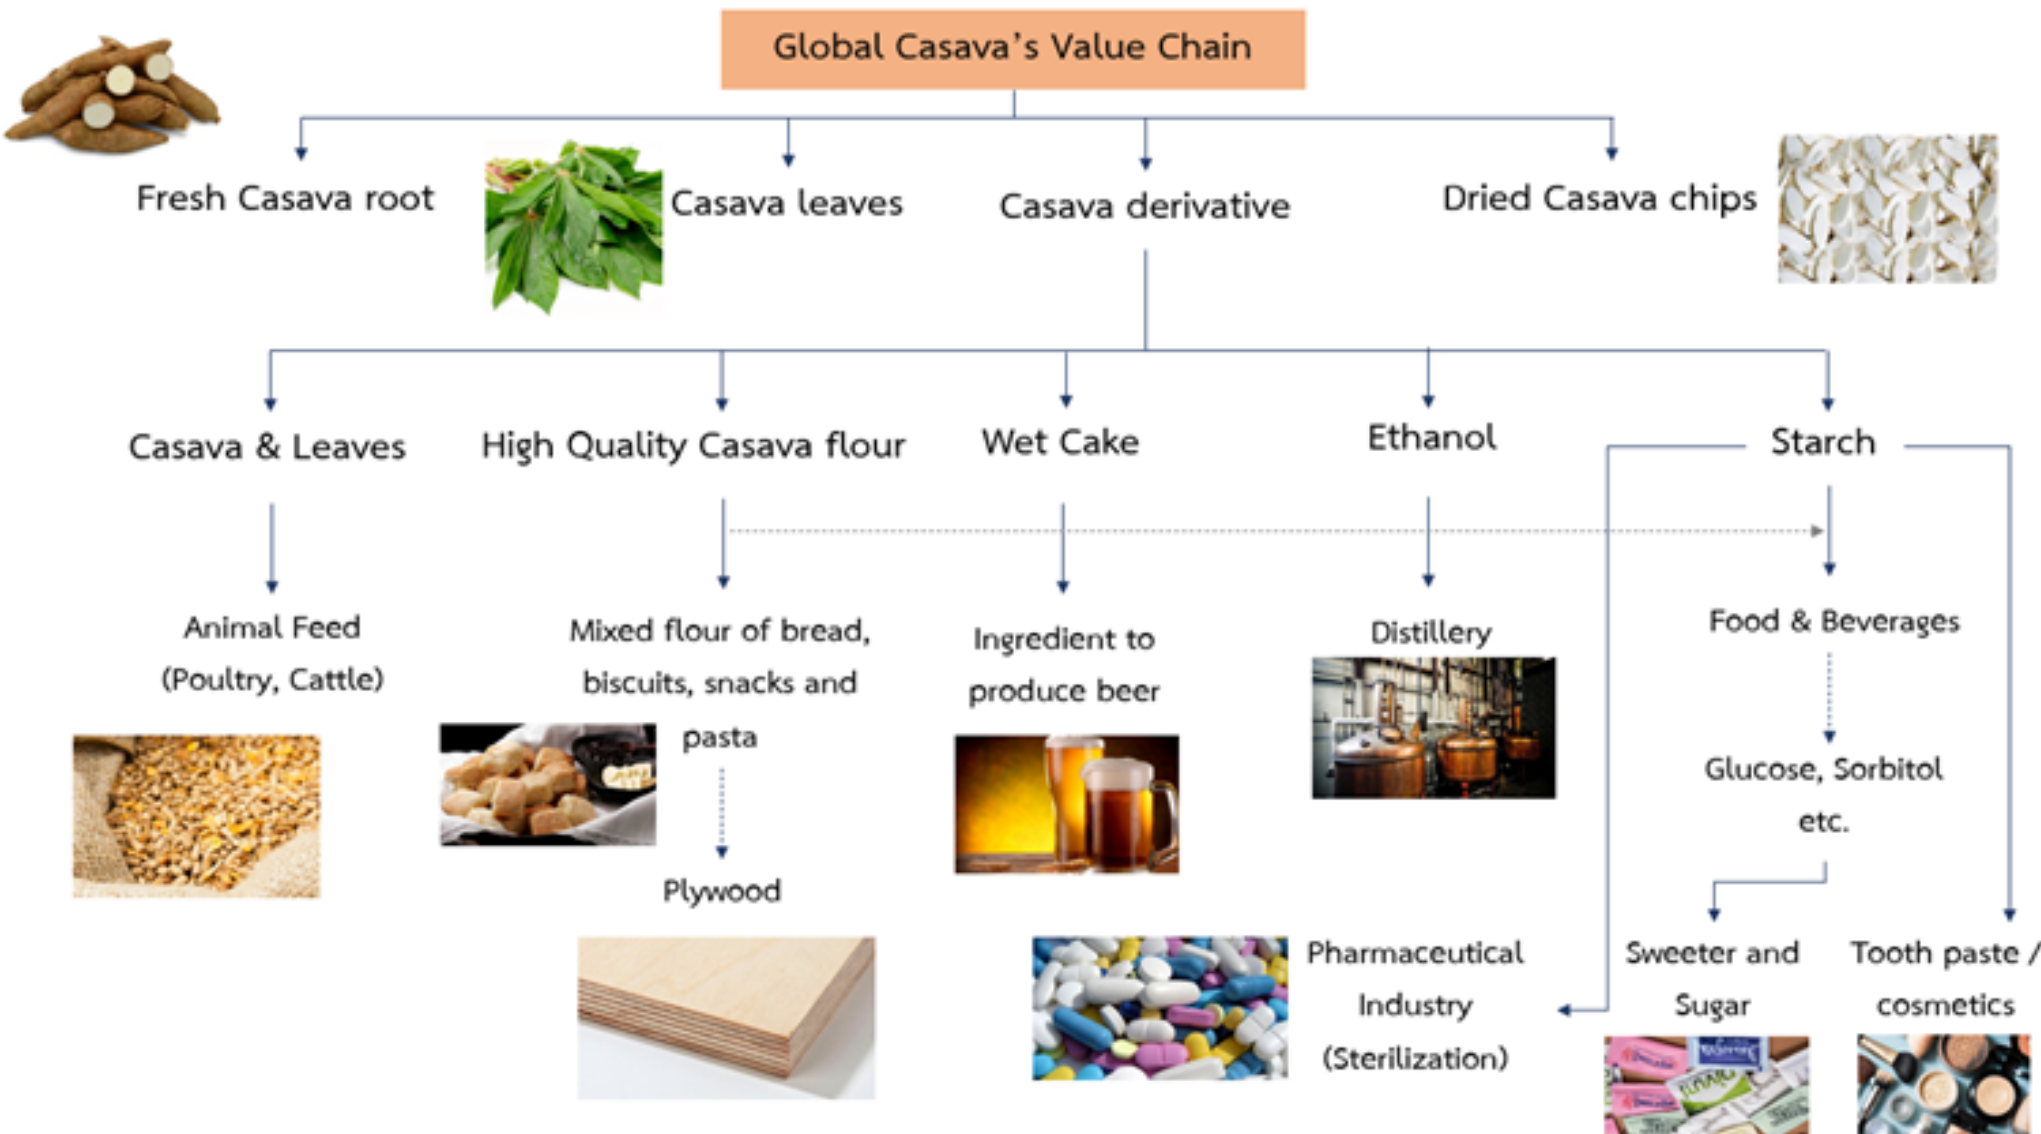 Global Casava's Value Chain
Fresh Casava root
Casava leaves
Casava derivative
Dried Casava chips
Casava & Leaves
High Quality Casava flour
Wet Cake
Ethanol
Starch
Animal Feed
(Poultry, Cattle)
Mixed flour of bread,
biscuits, snacks and
pasta
Plywood
Ingredient to
produce beer
Distillery
Food & Beverages
Glucose, Sorbitol
etc.
Pharmaceutical
Industry
(Sterilization)
Sweeter and
Sugar
Tooth paste /
cosmetics